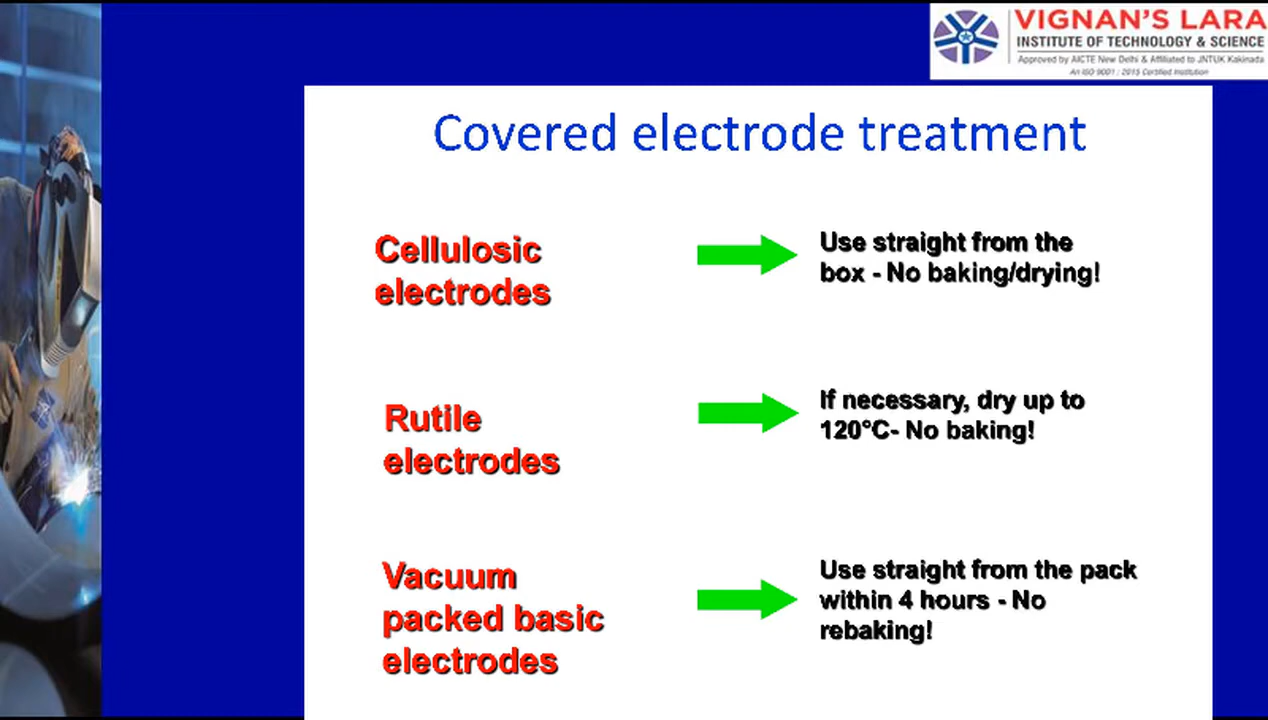 VIGNAN'S LARA
INSTITUTE OF TECHNOLOGY & SCIENCE
Approved by AICTE New Delhi & Affiliated to JNTUK Kakinada
An ISO 9001 : 2015 Certified Institution
Covered electrode treatment
Cellulosic
electrodes
Use straight from the
box - No baking/drying!
Rutile
electrodes
If necessary, dry up to
120°C- No baking!
Vacuum
packed basic
electrodes
Use straight from the pack
within 4 hours - No
rebaking!